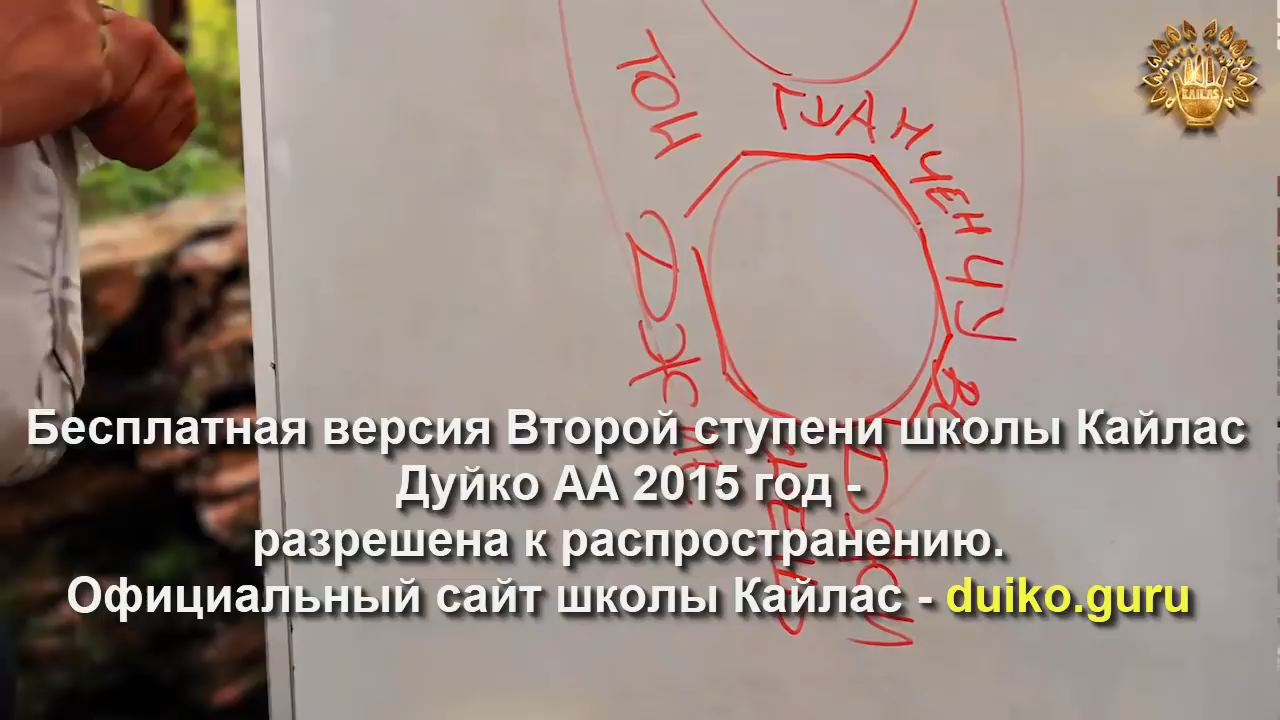 KAILAS
ТОН
ГУАН
ЧЕН
ЧУ
ДЖИ
Бесплатная версия Второй ступени школы Кайлас
Дуйко АА 2015 год -
разрешена к распространению.
Официальный сайт школы Кайлас - duiko.guru